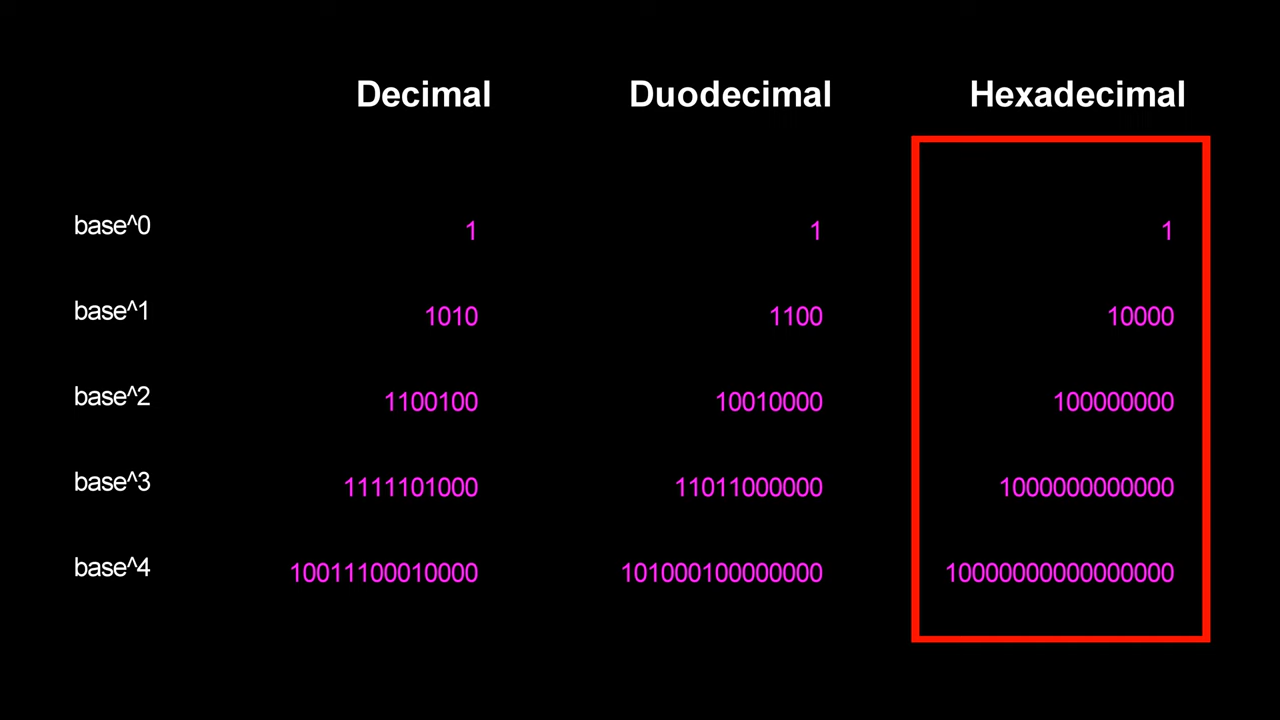 Decimal Duodecimal Hexadecimal
base^0 1 1 1
base^1 1010 1100 10000
base^2 1100100 10010000 100000000
base^3 1111101000 11011000000 1000000000000
base^4 10011100010000 101000100000000 10000000000000000